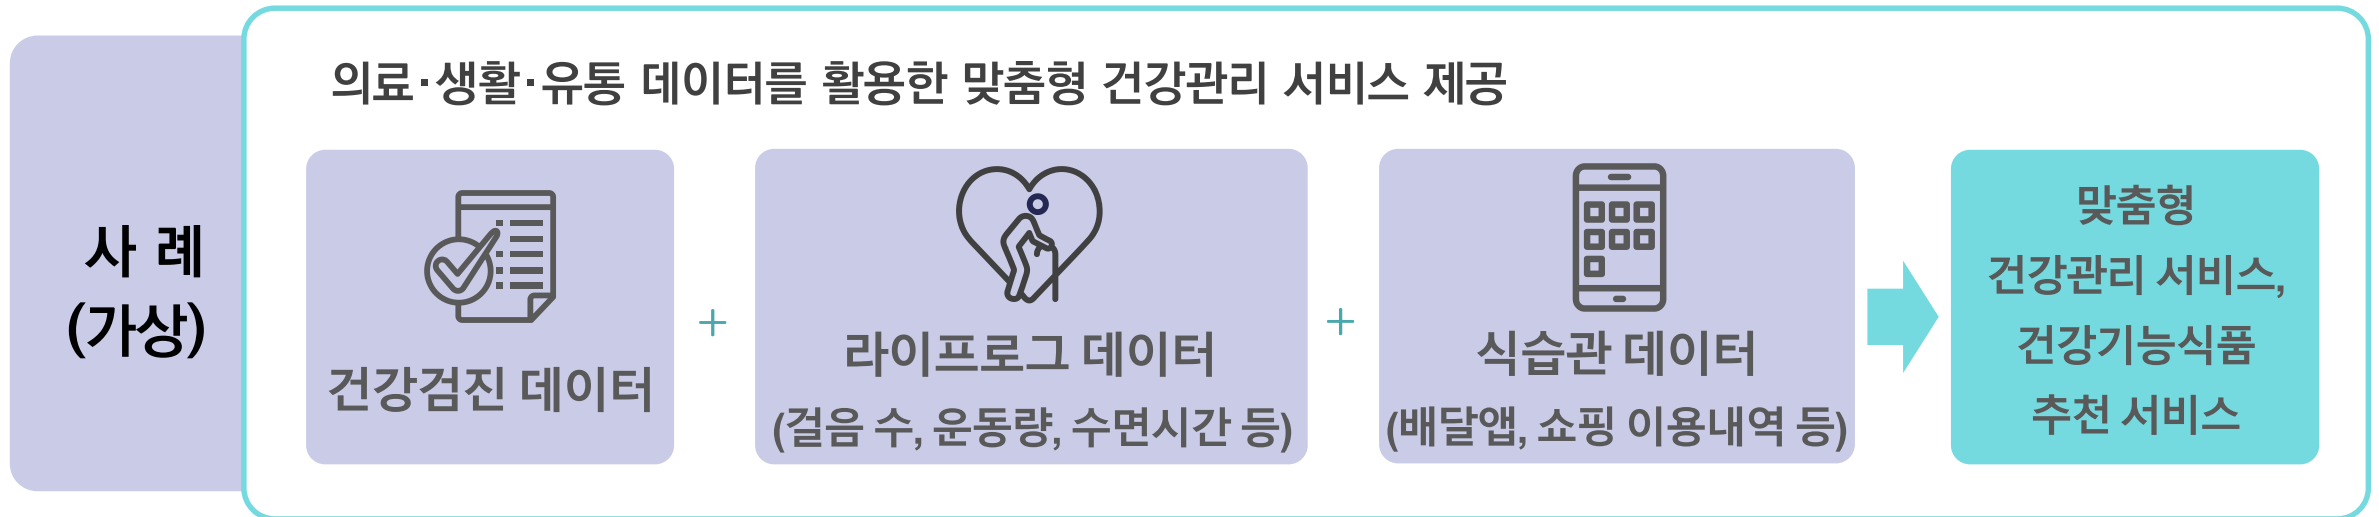 사 례
(가상)
의료·생활·유통 데이터를 활용한 맞춤형 건강관리 서비스 제공
건강검진 데이터
+
라이프로그 데이터
(걸음 수, 운동량, 수면시간 등)
+
식습관 데이터
(배달앱, 쇼핑 이용내역 등)
맞춤형
건강관리 서비스,
건강기능식품
추천 서비스